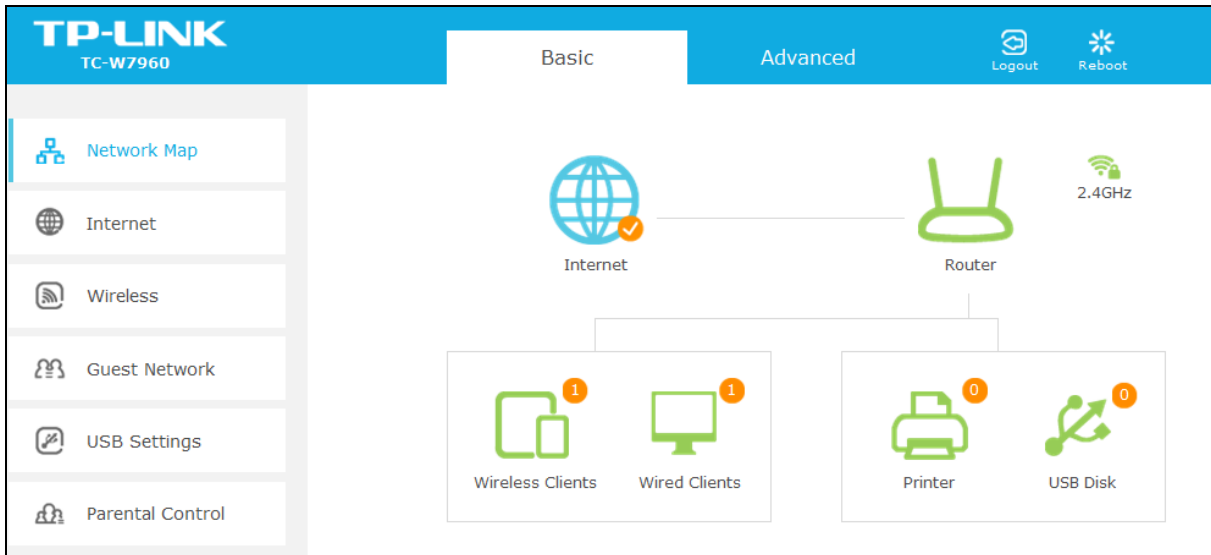 TP-LINK
TC-W7960
Basic
Advanced
Logout
Reboot
Network Map
Internet
Wireless
Guest Network
USB Settings
Parental Control
2.4GHz
Internet
Router
1
1
0
0
Wireless Clients
Wired Clients
Printer
USB Disk